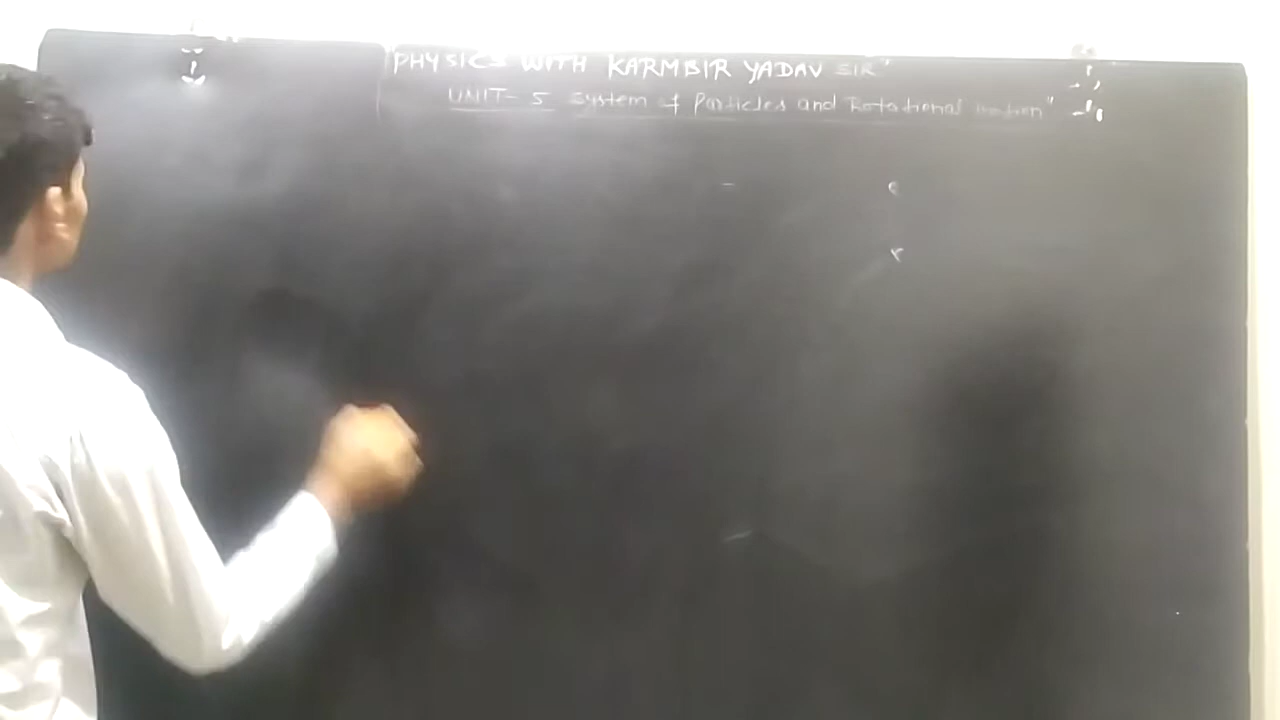 "PHYSICS WITH KARMBIR YADAV SIR"
UNIT- 5 System of Particles and Rotational motion"